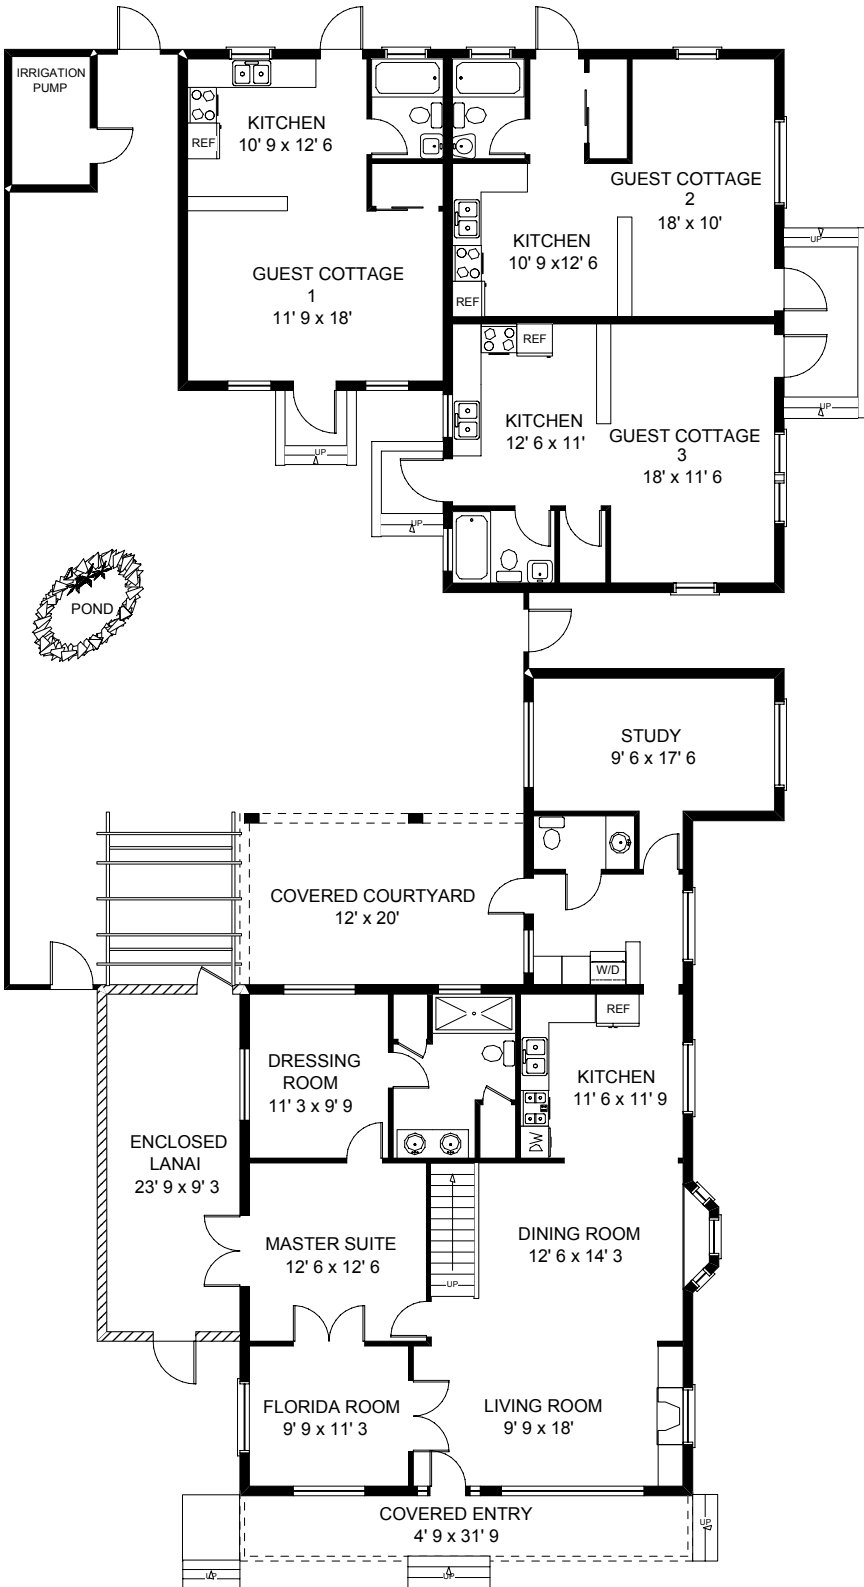 IRRIGATION
PUMP
KITCHEN
10' 9 x 12' 6
REF
GUEST COTTAGE
1
11' 9 x 18'
UP
GUEST COTTAGE
2
18' x 10'
KITCHEN
10' 9 x12' 6
REF
UP
REF
KITCHEN
12' 6 x 11'
GUEST COTTAGE
3
18' x 11' 6
UP
UP
POND
STUDY
9' 6 x 17' 6
COVERED COURTYARD
12' x 20'
W/D
REF
KITCHEN
11' 6 x 11' 9
DW
DRESSING
ROOM
11' 3 x 9' 9
ENCLOSED
LANAI
23' 9 x 9' 3
MASTER SUITE
12' 6 x 12' 6
UP
DINING ROOM
12' 6 x 14' 3
FLORIDA ROOM
9' 9 x 11' 3
LIVING ROOM
9' 9 x 18'
COVERED ENTRY
4' 9 x 31' 9
UP
UP
UP